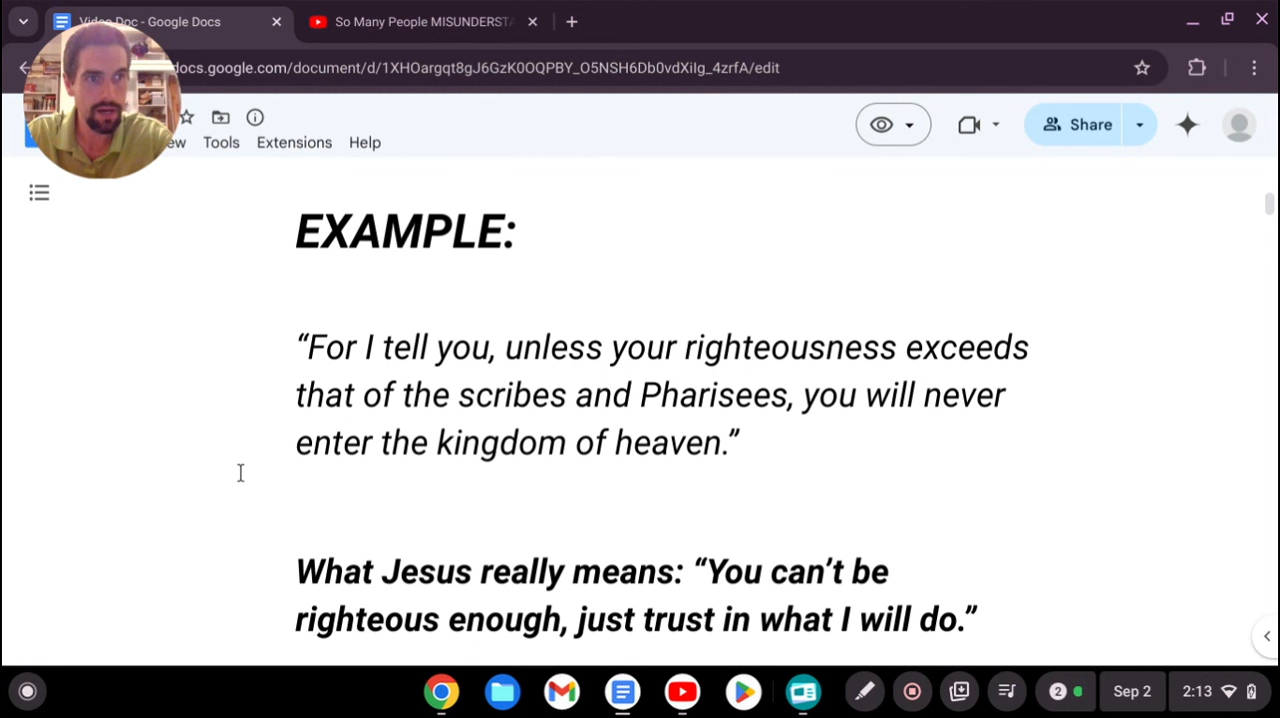 Video Doc - Google Docs
So Many People MISUNDERSTA
docs.google.com/document/d/1XHOargqt8gJ6GzK0OQPBY_O5NSH6Db0vdXiIg_4zrfA/edit
ew Tools Extensions Help
Share
EXAMPLE:
“For I tell you, unless your righteousness exceeds
that of the scribes and Pharisees, you will never
enter the kingdom of heaven.”
What Jesus really means: “You can’t be
righteous enough, just trust in what I will do.”
2
Sep 2
2:13